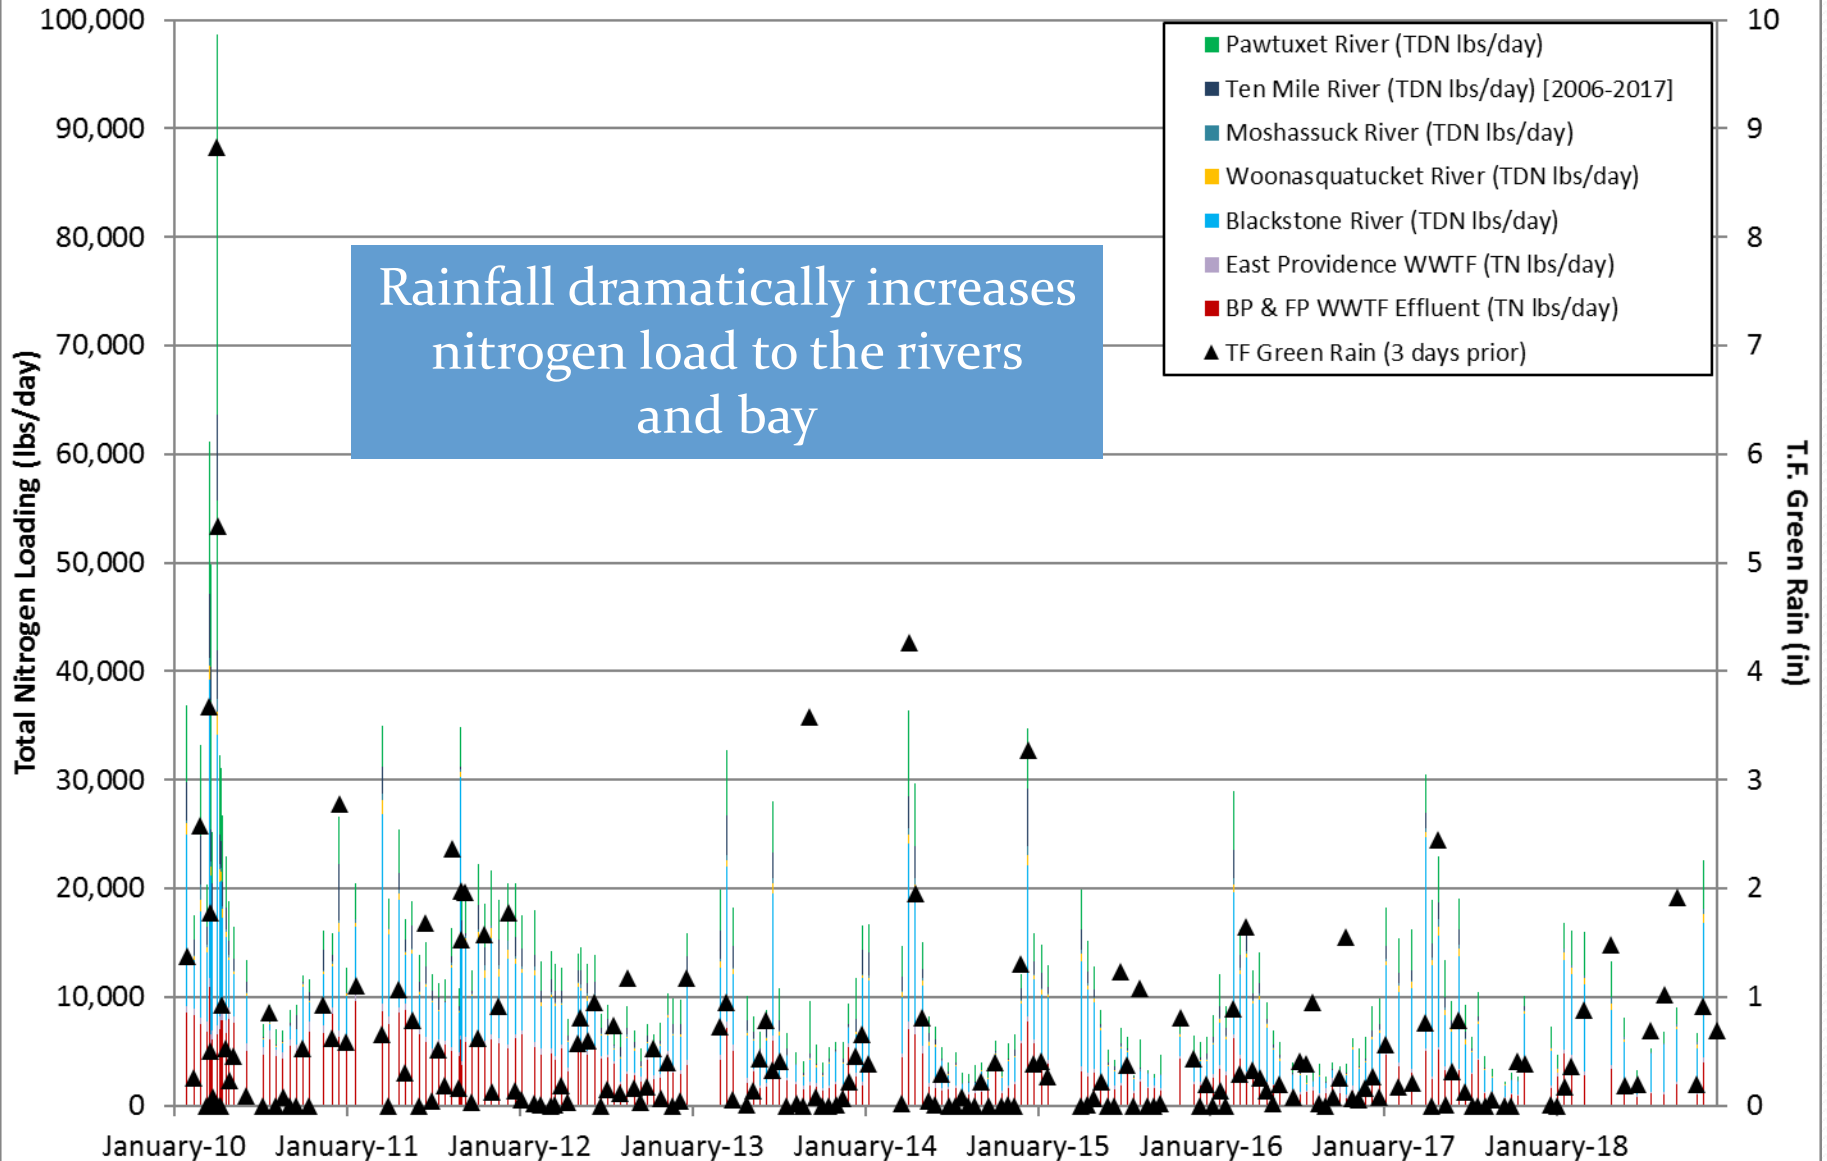 100,000
90,000
80,000
70,000
60,000
50,000
40,000
30,000
20,000
10,000
0
Total Nitrogen Loading (lbs/day)
Rainfall dramatically increases
nitrogen load to the rivers
and bay
Pawtuxet River (TDN lbs/day)
Ten Mile River (TDN lbs/day) [2006-2017]
Moshassuck River (TDN lbs/day)
Woonasquatucket River (TDN lbs/day)
Blackstone River (TDN lbs/day)
East Providence WWTF (TN lbs/day)
BP & FP WWTF Effluent (TN lbs/day)
TF Green Rain (3 days prior)
10
9
8
7
6
5
4
3
2
1
0
T.F. Green Rain (in)
January-10
January-11
January-12
January-13
January-14
January-15
January-16
January-17
January-18